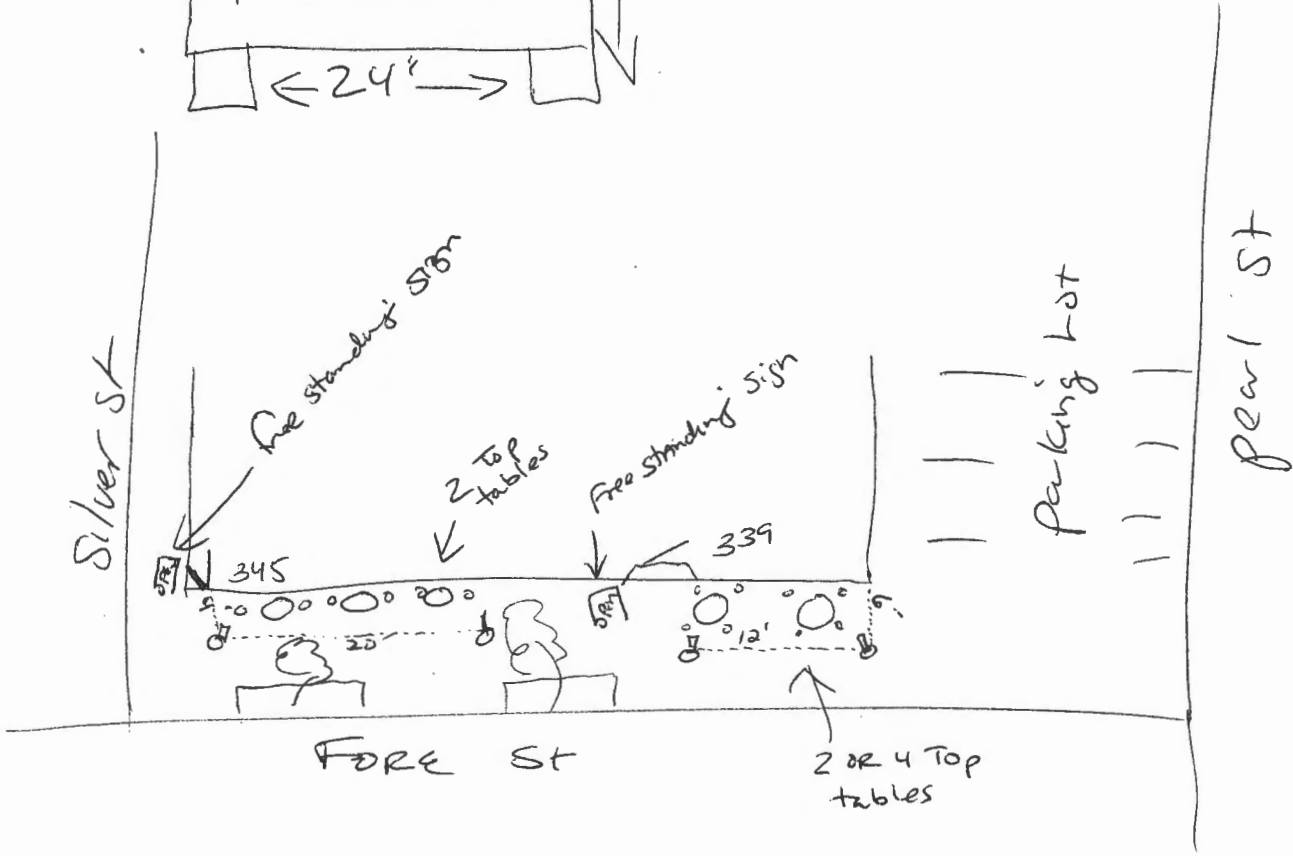 24"
Silver St
Free standing sign
2 Top
tables
Free standing sign
Parking Lot
Pearl St
345
339
20'
12'
FORE St
2 OR 4 Top
tables